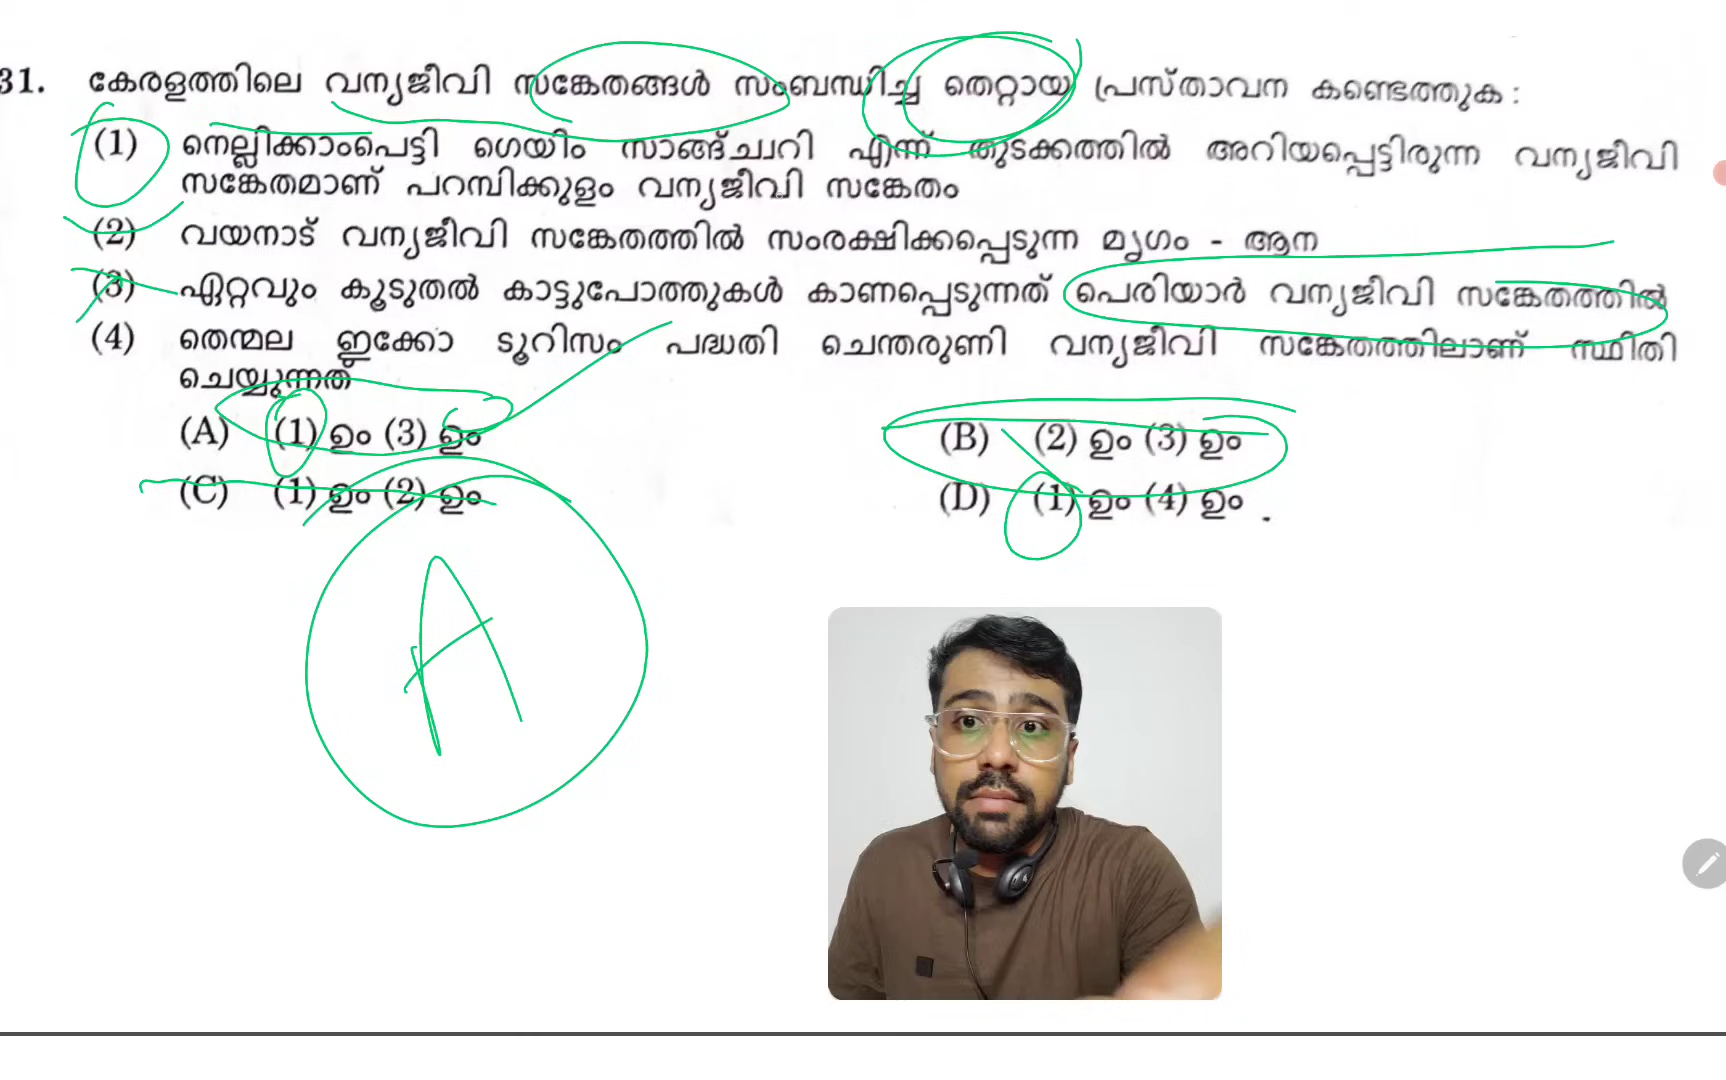 31. കേരളത്തിലെ വന്യജീവി സങ്കേതങ്ങൾ സംബന്ധിച്ച തെറ്റായ പ്രസ്താവന കണ്ടെത്തുക :
(1) നെല്ലിക്കാംപെട്ടി ഗെയിം സാങ്ങ്ച്വറി എന്ന് തുടക്കത്തിൽ അറിയപ്പെട്ടിരുന്ന വന്യജീവി
സങ്കേതമാണ് പറമ്പിക്കുളം വന്യജീവി സങ്കേതം
(2) വയനാട് വന്യജീവി സങ്കേതത്തിൽ സംരക്ഷിക്കപ്പെടുന്ന മൃഗം - ആന
(3) ഏറ്റവും കൂടുതൽ കാട്ടുപോത്തുകൾ കാണപ്പെടുന്നത് പെരിയാർ വന്യജീവി സങ്കേതത്തിൽ
(4) തെന്മല ഇക്കോ ടൂറിസം പദ്ധതി ചെന്തരുണി വന്യജീവി സങ്കേതത്തിലാണ് സ്ഥിതി
ചെയ്യുന്നത്
(A) (1) ഉം (3) ഉം (B) (2) ഉം (3) ഉം
(C) (1) ഉം (2) ഉം (D) (1) ഉം (4) ഉം .
A